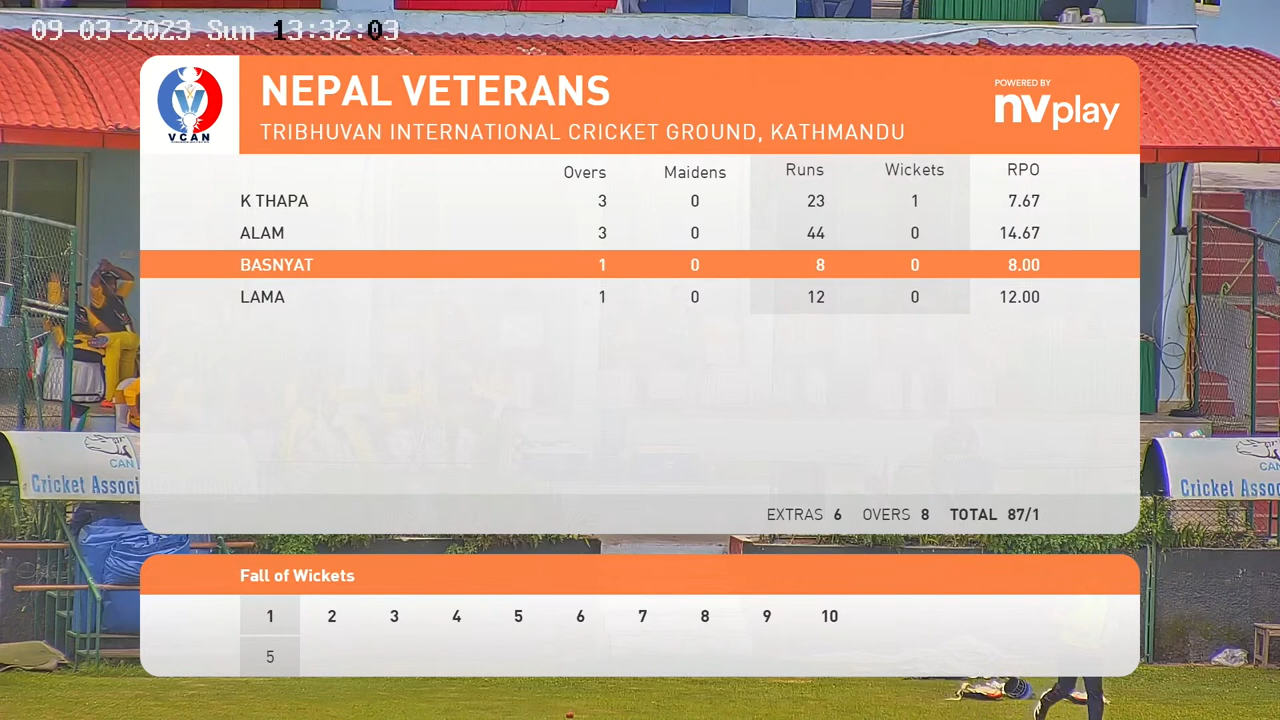 09-03-2023 Sun 13:32:03
NEPAL VETERANS
TRIBHUVAN INTERNATIONAL CRICKET GROUND, KATHMANDU
VCAN
POWERED BY
nvplay
Overs Maidens Runs Wickets RPO
K THAPA 3 0 23 1 7.67
ALAM 3 0 44 0 14.67
BASNYAT 1 0 8 0 8.00
LAMA 1 0 12 0 12.00
CAN
Cricket Associ
CAN
Cricket Assoc
EXTRAS 6 OVERS 8 TOTAL 87/1
Fall of Wickets
1 2 3 4 5 6 7 8 9 10
5